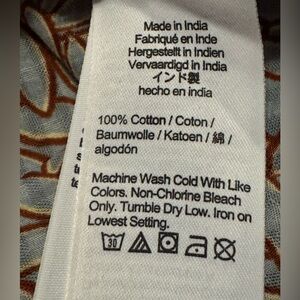 Made in India
Fabriqué en Inde
Hergestellt in Indien
Vervaardigd in India
インド製
hecho en india
100% Cotton / Coton /
Baumwolle / Katoen / 綿 /
algodón
Machine Wash Cold With Like
Colors. Non-Chlorine Bleach
Only. Tumble Dry Low. Iron on
Lowest Setting.
30